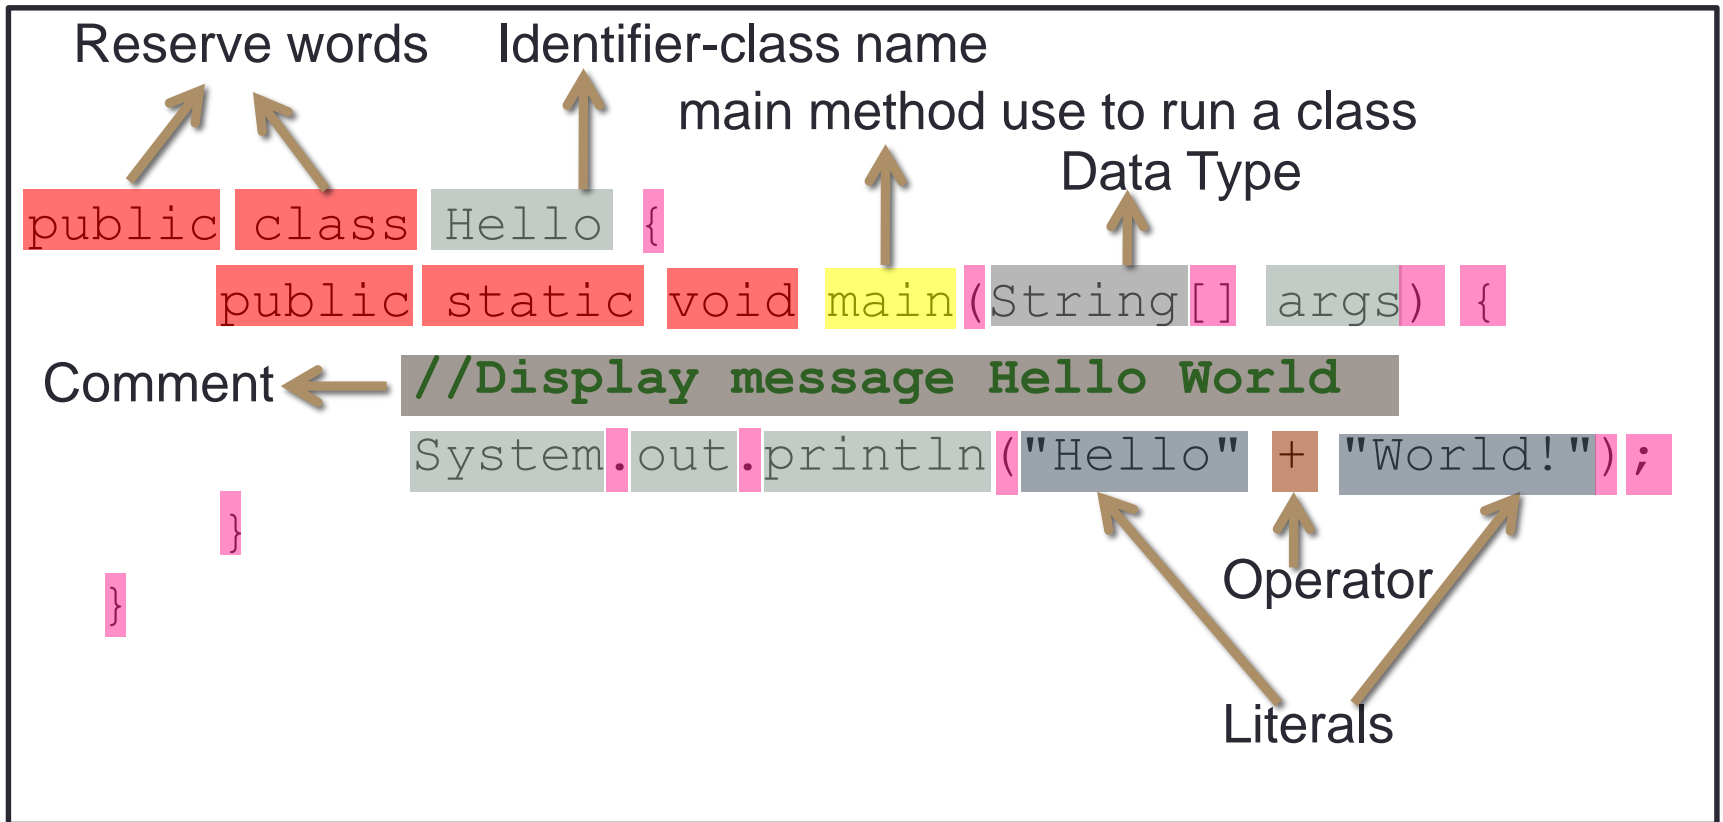 Reserve words Identifier-class name
main method use to run a class
Data Type
public class Hello {
public static void main(String[] args) {
Comment //Display message Hello World
System.out.println("Hello" + "World!");
}
Operator
}
Literals